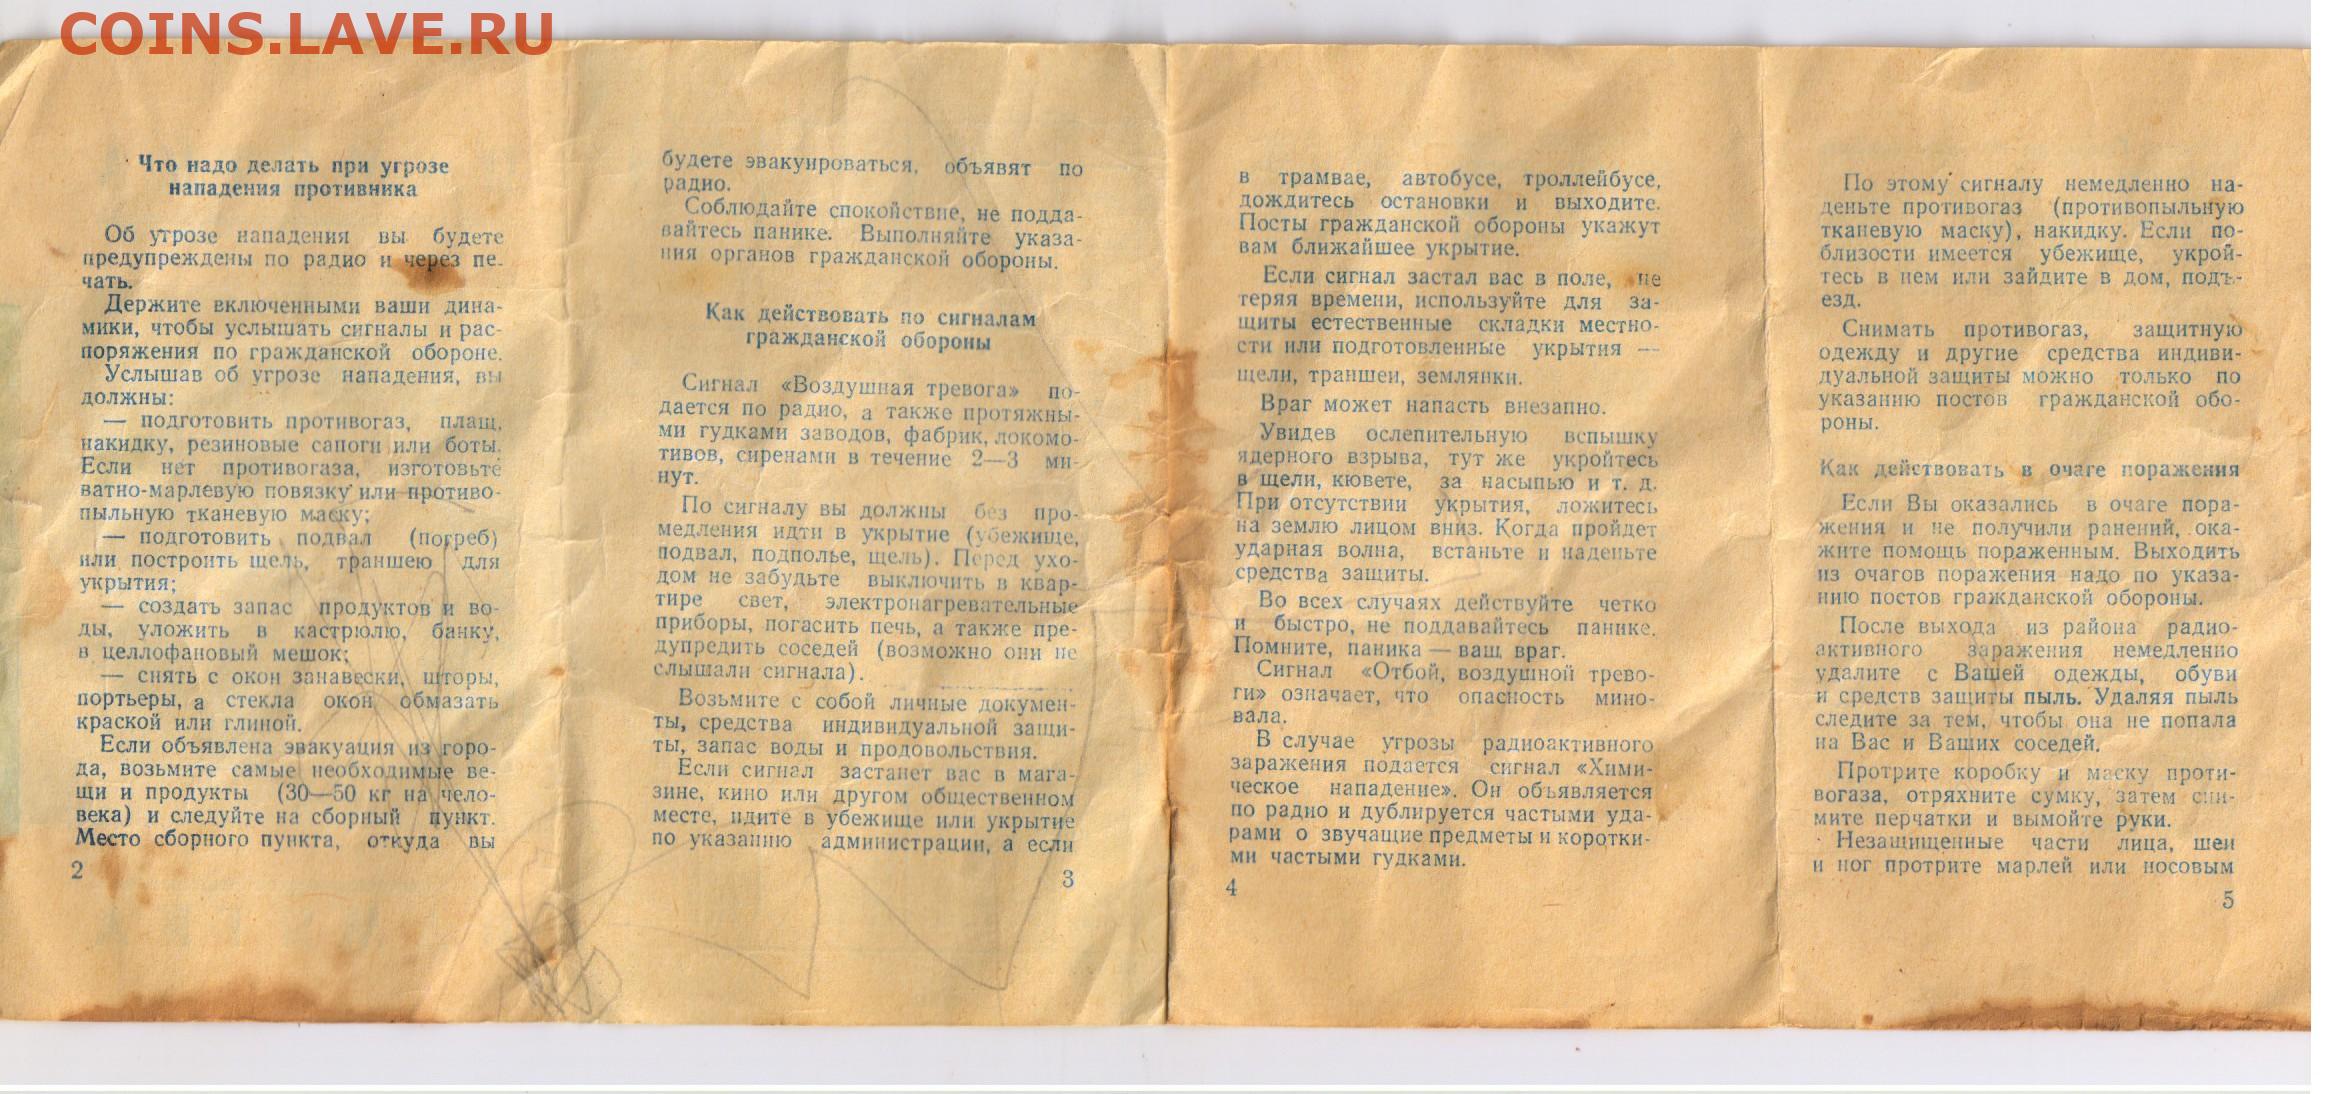 COINS.LAVE.RU
Что надо делать при угрозе
нападения противника
Об угрозе нападения вы будете
предупреждены по радио и через пе-
чать.
Держите включенными ваши дина-
мики, чтобы услышать сигналы и рас-
поряжения по гражданской обороне.
Услышав об угрозе нападения, вы
должны:
— подготовить противогаз, плащ,
накидку, резиновые сапоги или боты.
Если нет противогаза, изготовьте
ватно-марлевую повязку или противо-
пыльную тканевую маску;
— подготовить подвал (погреб)
или построить щель, траншею для
укрытия;
— создать запас продуктов и во-
ды, уложить в кастрюлю, банку,
в целлофановый мешок;
— снять с окон занавески, шторы,
портьеры, а стекла окон обмазать
краской или глиной.
Если объявлена эвакуация из горо-
да, возьмите самые необходимые ве-
щи и продукты (30—50 кг на чело-
века) и следуйте на сборный пункт.
Место сборного пункта, откуда вы
2
будете эвакуироваться, объявят по
радио.
Соблюдайте спокойствие, не подда-
вайтесь панике. Выполняйте указа-
ния органов гражданской обороны.
Как действовать по сигналам
гражданской обороны
Сигнал «Воздушная тревога» по-
дается по радио, а также протяжны-
ми гудками заводов, фабрик, локомо-
тивов, сиренами в течение 2—3 ми-
нут.
По сигналу вы должны без про-
медления идти в укрытие (убежище,
подвал, подполье, щель). Перед ухо-
дом не забудьте выключить в квар-
тире свет, электронагревательные
приборы, погасить печь, а также пре-
дупредить соседей (возможно они не
слышали сигнала).
Возьмите с собой личные докумен-
ты, средства индивидуальной защи-
ты, запас воды и продовольствия.
Если сигнал застанет вас в мага-
зине, кино или другом общественном
месте, идите в убежище или укрытие
по указанию администрации, а если
3
в трамвае, автобусе, троллейбусе,
дождитесь остановки и выходите.
Посты гражданской обороны укажут
вам ближайшее укрытие.
Если сигнал застал вас в поле, не
теряя времени, используйте для за-
щиты естественные складки местно-
сти или подготовленные укрытия —
щели, траншеи, землянки.
Враг может напасть внезапно.
Увидев ослепительную вспышку
ядерного взрыва, тут же укройтесь
в щели, кювете, за насыпью и т. д.
При отсутствии укрытия, ложитесь
на землю лицом вниз. Когда пройдет
ударная волна, встаньте и наденьте
средства защиты.
Во всех случаях действуйте четко
и быстро, не поддавайтесь панике.
Помните, паника — ваш враг.
Сигнал «Отбой, воздушной трево-
ги» означает, что опасность мино-
вала.
В случае угрозы радиоактивного
заражения подается сигнал «Хими-
ческое нападение». Он объявляется
по радио и дублируется частыми уда-
рами о звучащие предметы и коротки-
ми частыми гудками.
4
По этому сигналу немедленно на-
деньте противогаз (противопыльную
тканевую маску), накидку. Если по-
близости имеется убежище, укрой-
тесь в нем или зайдите в дом, подъ-
езд.
Снимать противогаз, защитную
одежду и другие средства индиви-
дуальной защиты можно только по
указанию постов гражданской обо-
роны.
Как действовать в очаге поражения
Если Вы оказались в очаге пора-
жения и не получили ранений, ока-
жите помощь пораженным. Выходить
из очагов поражения надо по указа-
нию постов гражданской обороны.
После выхода из района радио-
активного заражения немедленно
удалите с Вашей одежды, обуви
и средств защиты пыль. Удаляя пыль
следите за тем, чтобы она не попала
на Вас и Ваших соседей.
Протрите коробку и маску проти-
вогаза, отряхните сумку, затем сни-
мите перчатки и вымойте руки.
Незащищенные части лица, шеи
и ног протрите марлей или носовым
5